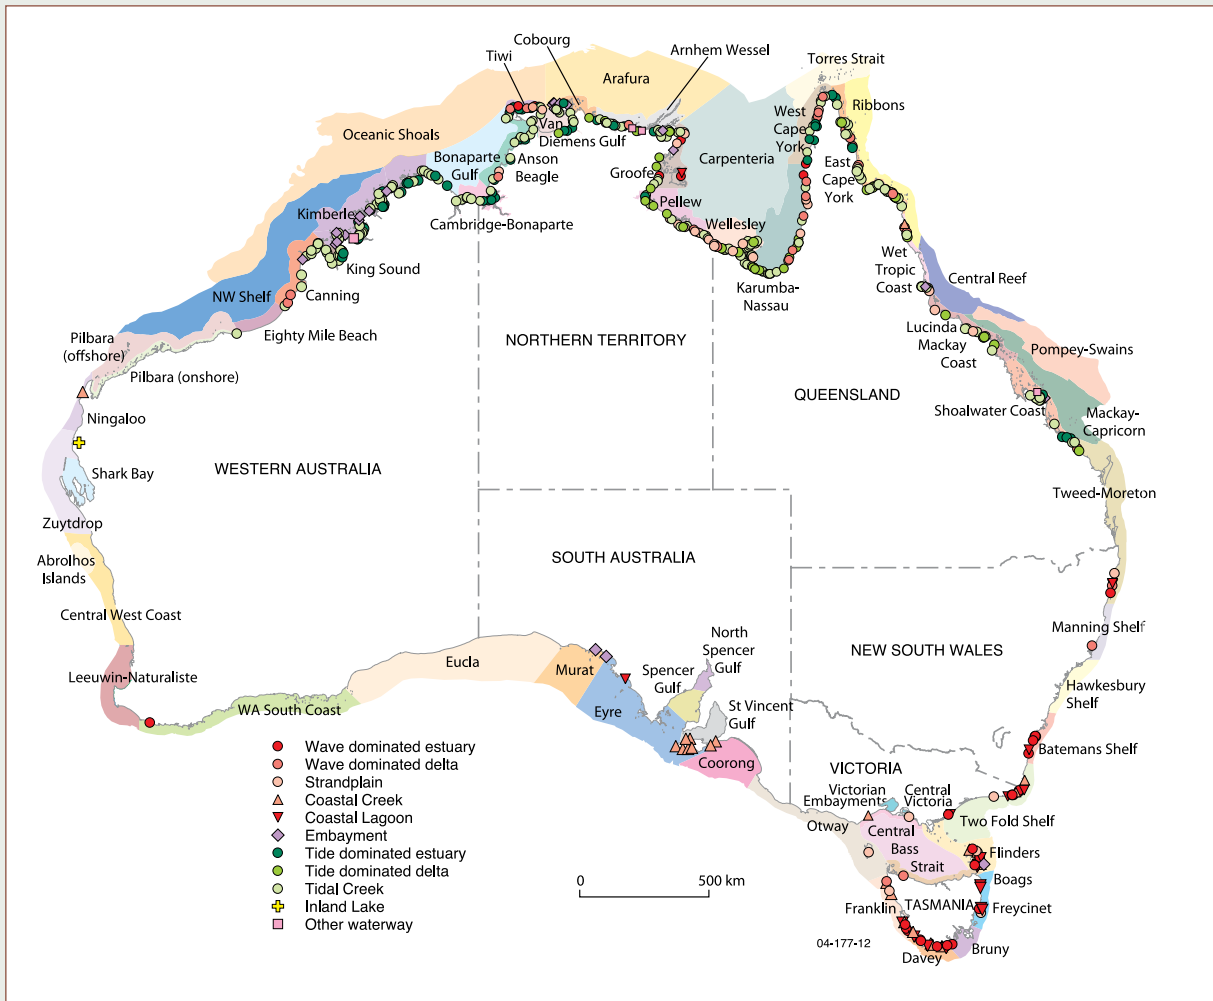 Cobourg
Tiwi
Arnhem Wessel
Arafura
Torres Strait
Ribbons
Oceanic Shoals
Van
Diemens Gulf
West
Cape
York
Bonaparte
Gulf
Anson
Beagle
Carpenteria
East
Cape
York
Groofe
Pellew
Kimberle
Cambridge-Bonaparte
Wellesley
King Sound
Wet
Tropic
Coast
Central Reef
Karumba-
Nassau
NW Shelf
Canning
Eighty Mile Beach
Pilbara
(offshore)
Pilbara (onshore)
NORTHERN TERRITORY
Lucinda
Mackay
Coast
Pompey-Swains
QUEENSLAND
Shoalwater Coast
Mackay-
Capricorn
Ningaloo
Shark Bay
WESTERN AUSTRALIA
Zuytdrop
Tweed-Moreton
Abrolhos
Islands
SOUTH AUSTRALIA
Central West Coast
Manning Shelf
NEW SOUTH WALES
North
Spencer
Gulf
Eucla
Murat
Spencer
Gulf
Leeuwin-Naturaliste
Hawkesbury
Shelf
WA South Coast
Eyre
St Vincent
Gulf
Batemans Shelf
Coorong
VICTORIA
Victorian
Embayments
Central
Victoria
Otway
Two Fold Shelf
Central
Bass
Strait
Flinders
Boags
TASMANIA
Franklin
Freycinet
Bruny
Davey
Wave dominated estuary
Wave dominated delta
Strandplain
Coastal Creek
Coastal Lagoon
Embayment
Tide dominated estuary
Tide dominated delta
Tidal Creek
Inland Lake
Other waterway
0 500 km
04-177-12